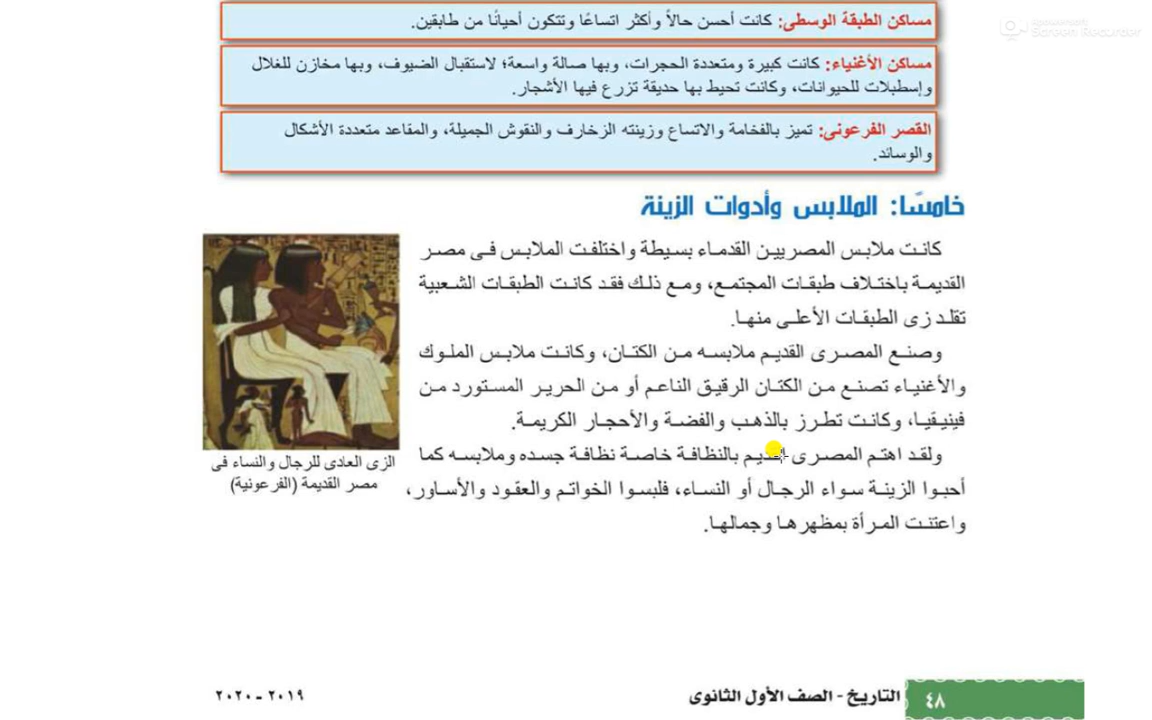 Apowersoft
Screen Recorder
مساكن الطبقة الوسطى: كانت أحسن حالاً وأكثر اتساعًا وتتكون أحيانًا من طابقين.
مساكن الأغنياء: كانت كبيرة ومتعددة الحجرات، وبها صالة واسعة؛ لاستقبال الضيوف، وبها مخازن للغلال
وإسطبلات للحيوانات، وكانت تحيط بها حديقة تزرع فيها الأشجار.
القصر الفرعونى: تميز بالفخامة والاتساع وزينته الزخارف والنقوش الجميلة، والمقاعد متعددة الأشكال
والوسائد.
خامسًا: الملابس وأدوات الزينة
كانت ملابس المصريين القدماء بسيطة واختلفت الملابس فى مصر
القديمة باختلاف طبقات المجتمع، ومع ذلك فقد كانت الطبقات الشعبية
تقلد زى الطبقات الأعلى منها.
وصنع المصرى القديم ملابسه من الكتان، وكانت ملابس الملوك
والأغنياء تصنع من الكتان الرقيق الناعم أو من الحرير المستورد من
فينيقيا، وكانت تطرز بالذهب والفضة والأحجار الكريمة.
ولقد اهتم المصرى القديم بالنظافة خاصة نظافة جسده وملابسه كما
أحبوا الزينة سواء الرجال أو النساء، فلبسوا الخواتم والعقود والأساور،
واعتنت المرأة بمظهرها وجمالها.
الزى العادى للرجال والنساء فى
مصر القديمة (الفرعونية)
٤٨
التاريخ - الصف الأول الثانوى
٢٠١٩ - ٢٠٢٠